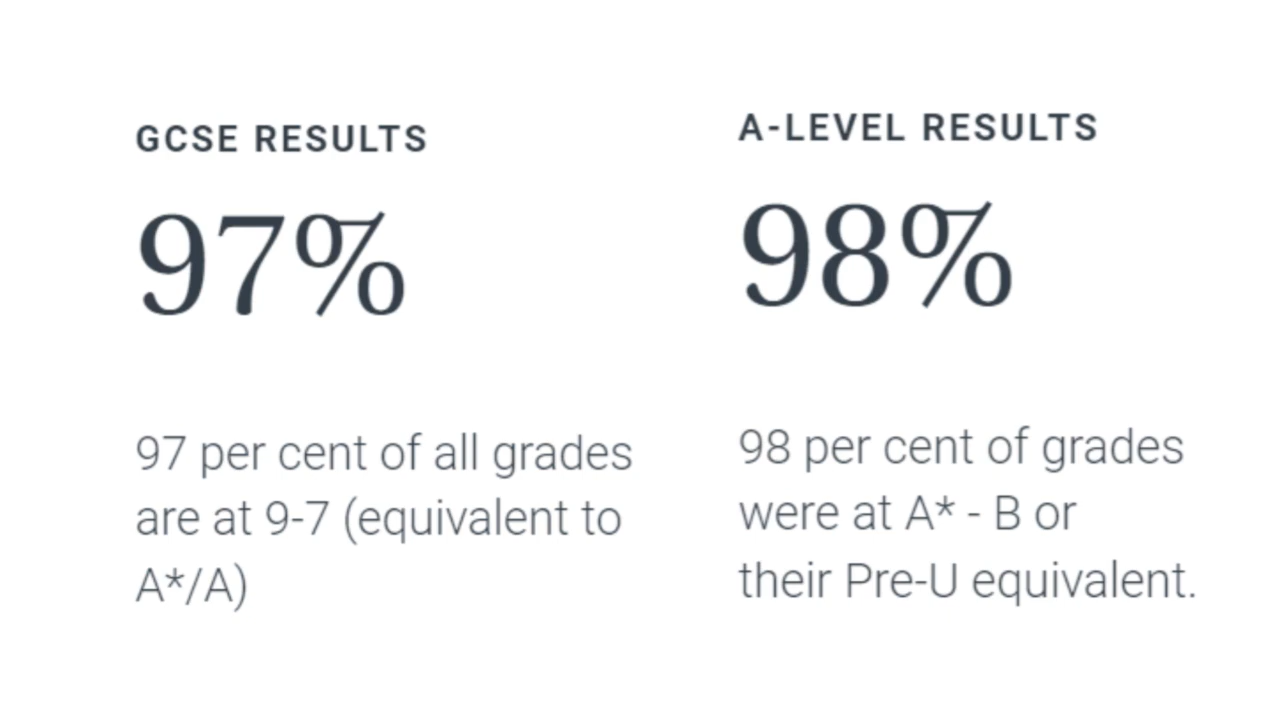 GCSE RESULTS
97%
97 per cent of all grades
are at 9-7 (equivalent to
A*/A)
A-LEVEL RESULTS
98%
98 per cent of grades
were at A* - B or
their Pre-U equivalent.